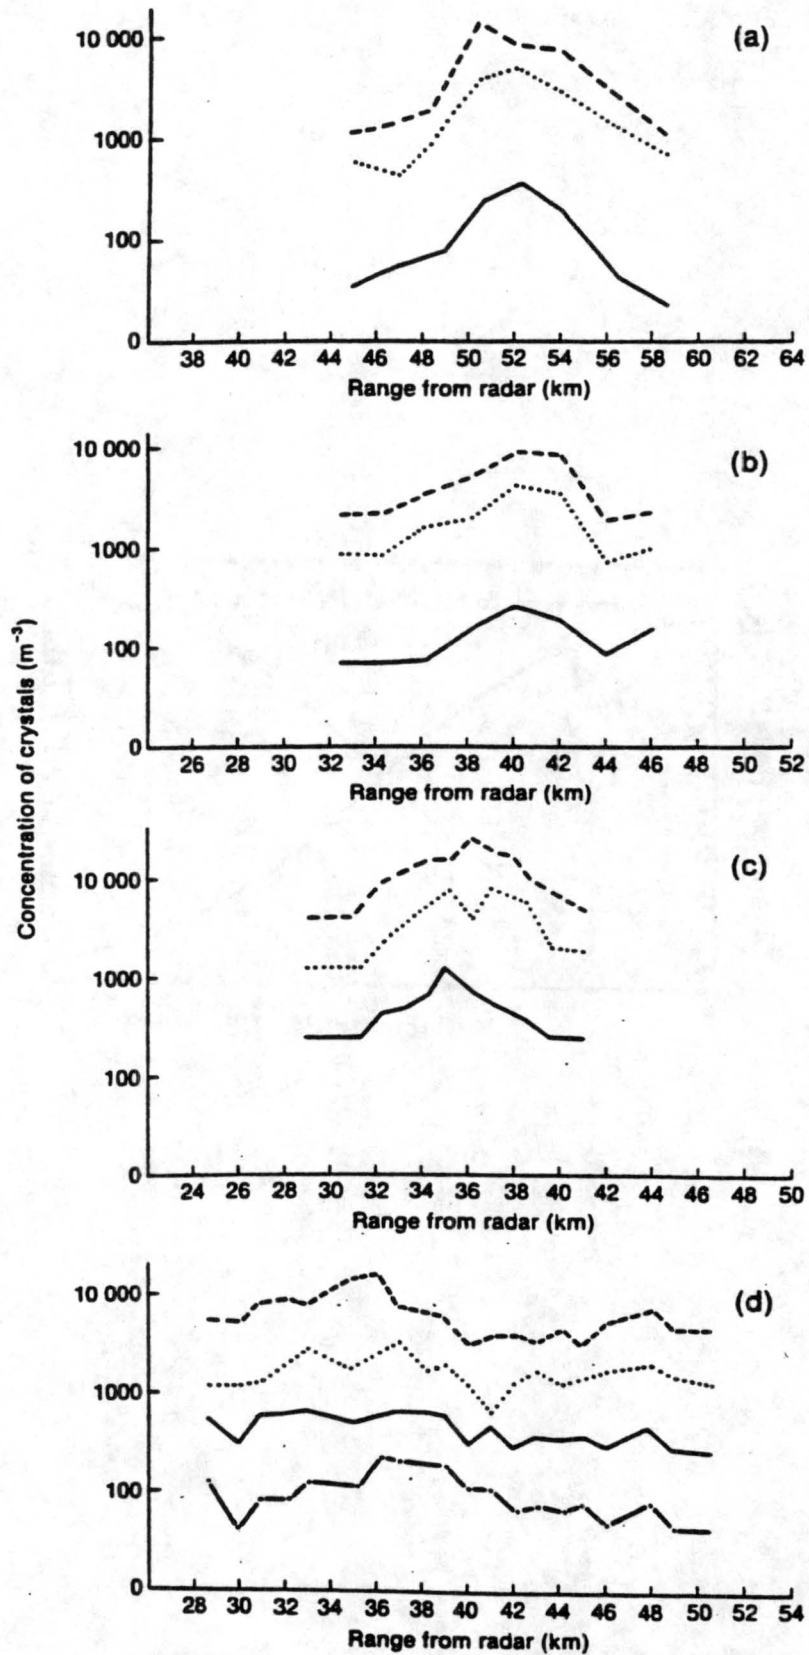 (a)
10 000
1000
100
0
38 40 42 44 46 48 50 52 54 56 58 60 62 64
Range from radar (km)
(b)
10 000
1000
100
0
26 28 30 32 34 36 38 40 42 44 46 48 50 52
Range from radar (km)
Concentration of crystals (m⁻³)
(c)
10 000
1000
100
0
24 26 28 30 32 34 36 38 40 42 44 46 48 50
Range from radar (km)
(d)
10 000
1000
100
0
28 30 32 34 36 38 40 42 44 46 48 50 52 54
Range from radar (km)